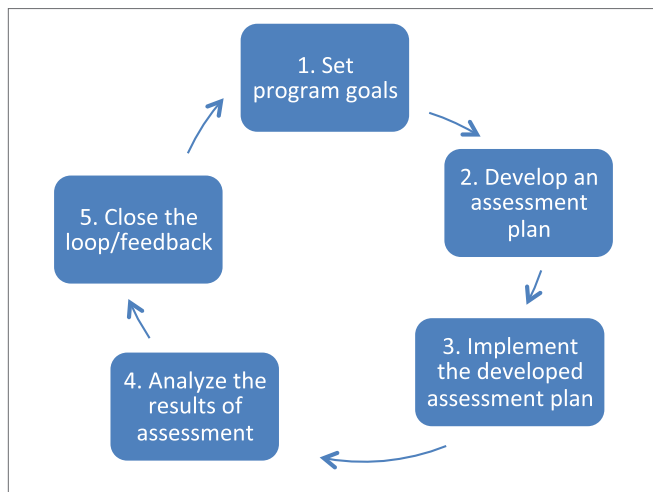 1. Set
program goals
2. Develop an
assessment
plan
3. Implement
the developed
assessment plan
4. Analyze the
results of
assessment
5. Close the
loop/feedback